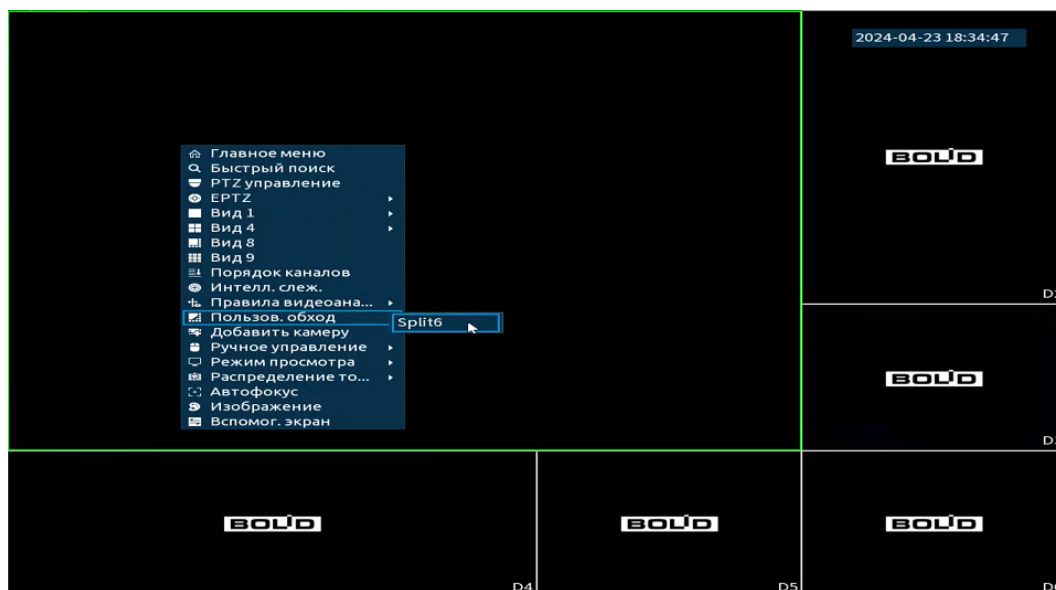 2024-04-23 18:34:47
BOLID
Главное меню
Быстрый поиск
PTZ управление
EPTZ
Вид 1
Вид 4
Вид 8
Вид 9
Порядок каналов
Интелл. слеж.
Правила видеоана...
Пользов. обход
Split6
Добавить камеру
Ручное управление
Режим просмотра
Распределение то...
Автофокус
Изображение
Вспомог. экран
BOLID
BOLID
BOLID
BOLID
D4
D5